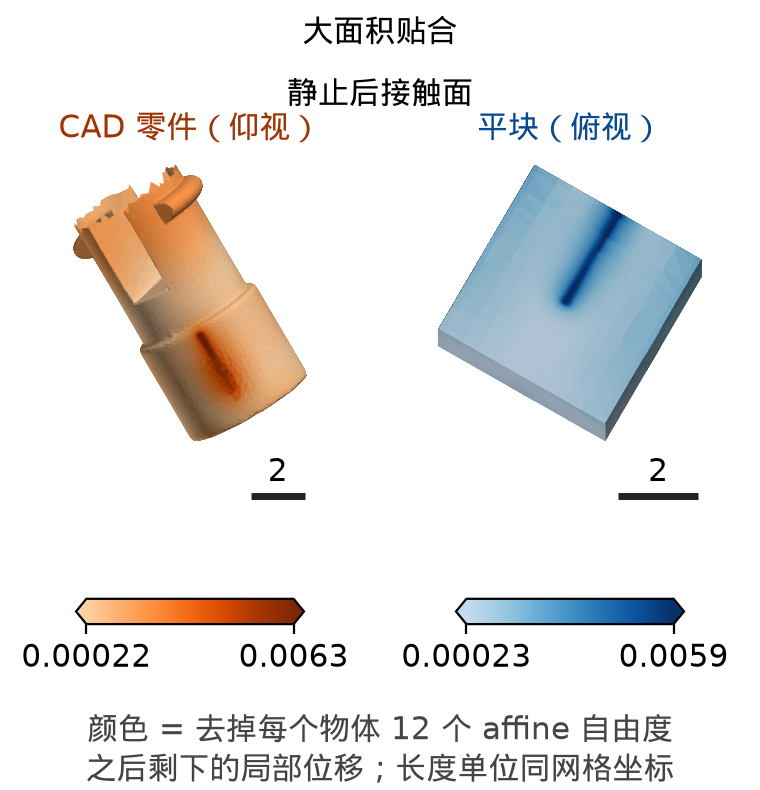 大面积贴合
静止后接触面
CAD 零件（仰视）
平块（俯视）
2
2
0.00022
0.0063
0.00023
0.0059
颜色 = 去掉每个物体 12 个 affine 自由度
之后剩下的局部位移；长度单位同网格坐标